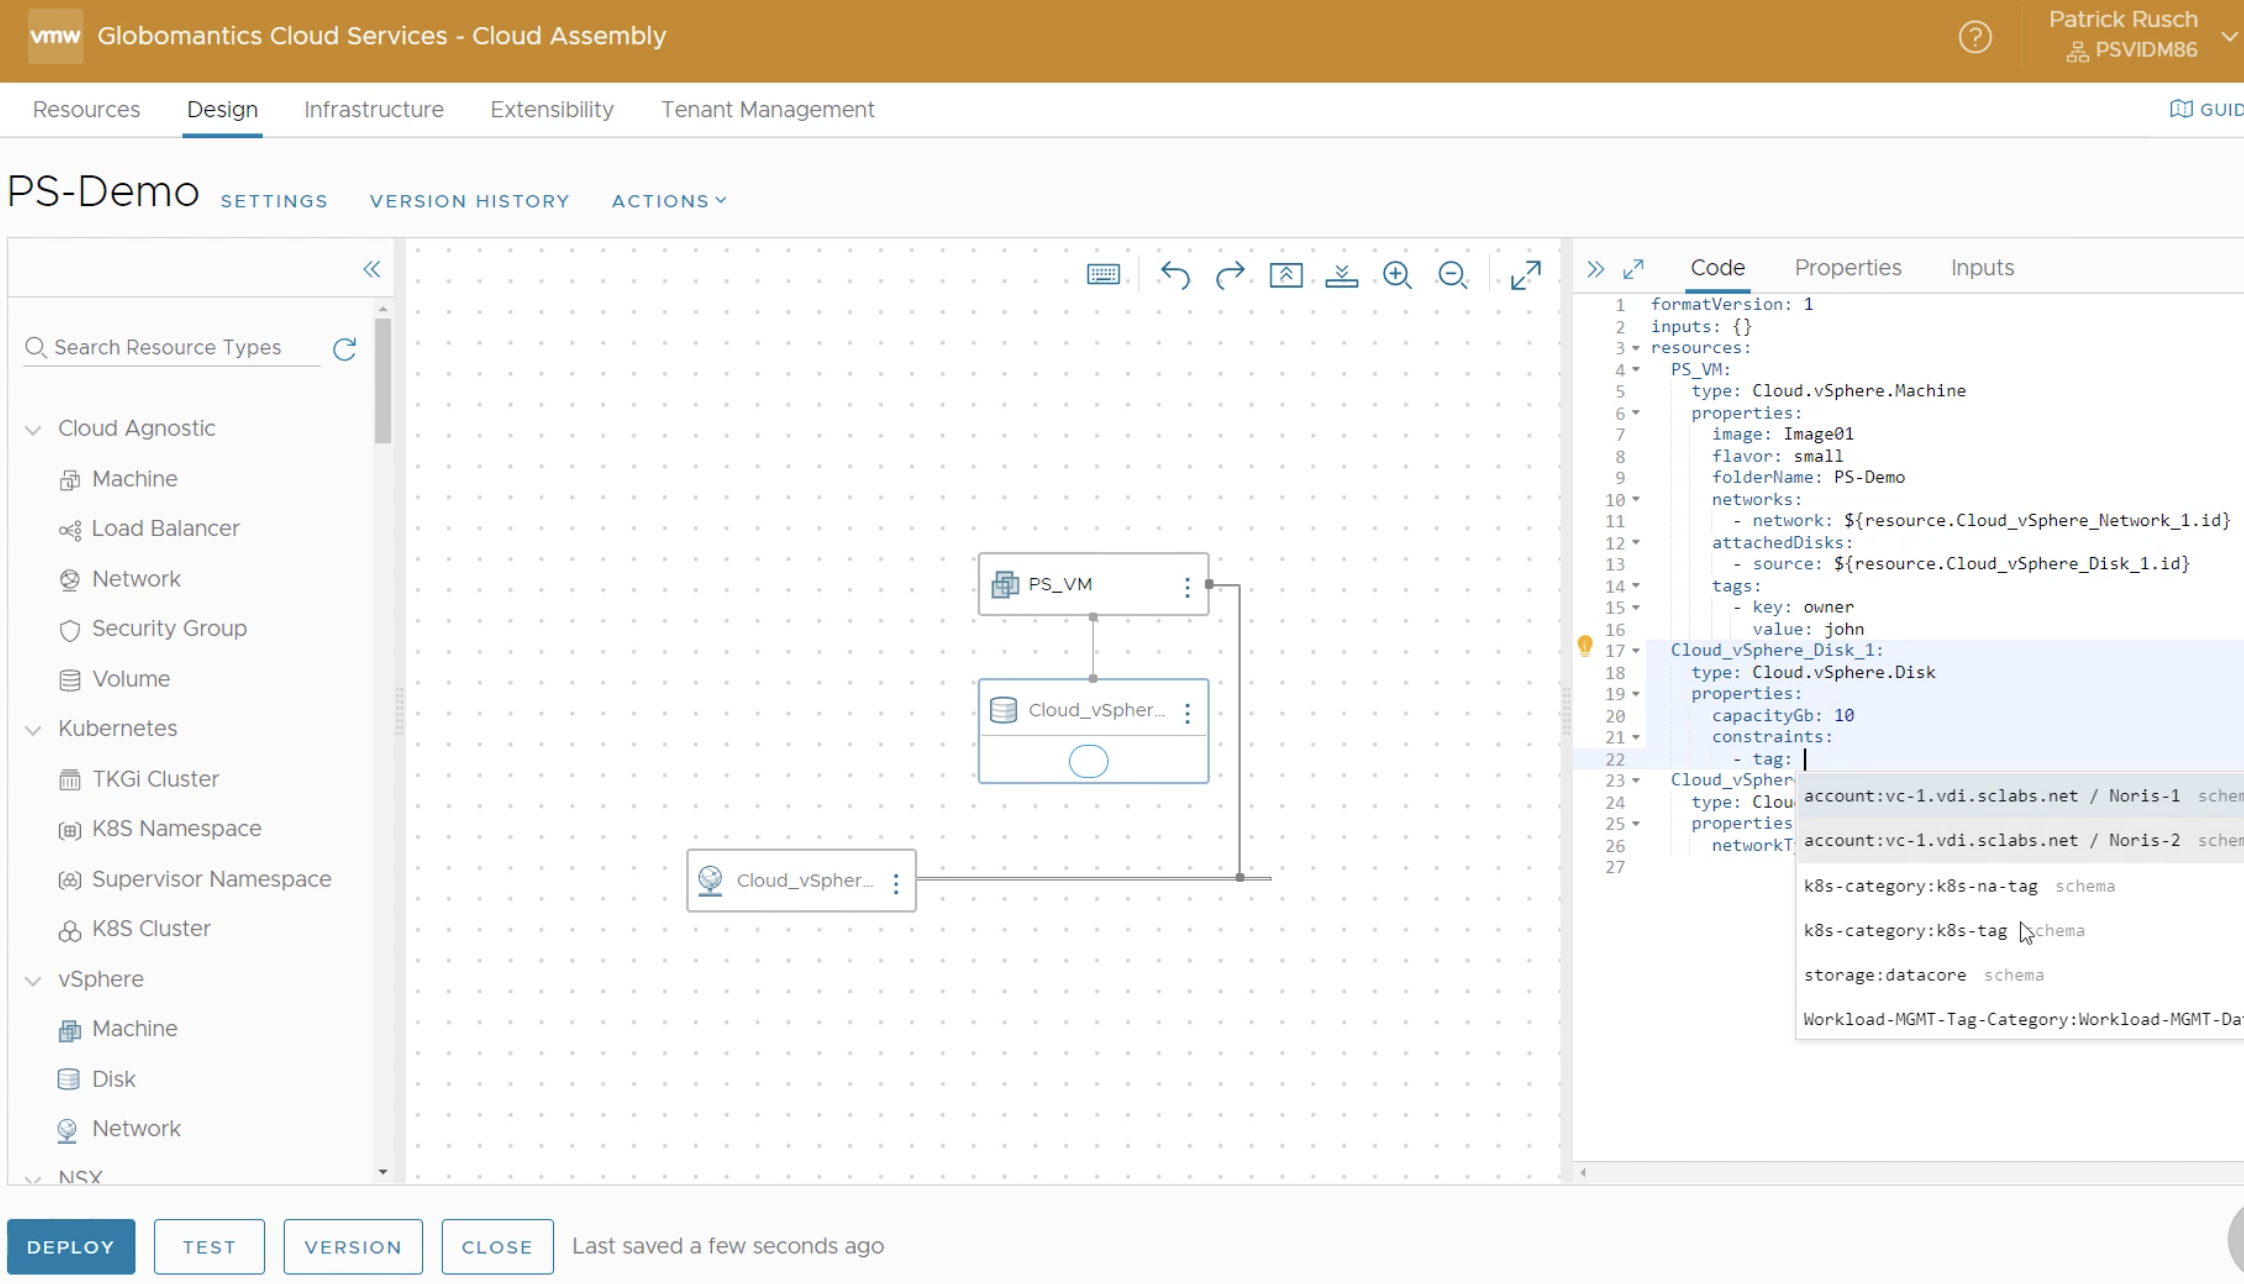 vmw Globomantics Cloud Services - Cloud Assembly
Patrick Rusch
PSVIDM86
Resources Design Infrastructure Extensibility Tenant Management
PS-Demo SETTINGS VERSION HISTORY ACTIONS
Search Resource Types
Cloud Agnostic
Machine
Load Balancer
Network
Security Group
Volume
Kubernetes
TKGi Cluster
K8S Namespace
Supervisor Namespace
K8S Cluster
vSphere
Machine
Disk
Network
NSX
PS_VM
Cloud_vSpher...
Cloud_vSpher...
Code Properties Inputs
1 formatVersion: 1
2 inputs: {}
3 resources:
4 PS_VM:
5 type: Cloud.vSphere.Machine
6 properties:
7 image: Image01
8 flavor: small
9 folderName: PS-Demo
10 networks:
11 - network: ${resource.Cloud_vSphere_Network_1.id}
12 attachedDisks:
13 - source: ${resource.Cloud_vSphere_Disk_1.id}
14 tags:
15 - key: owner
16 value: john
17 Cloud_vSphere_Disk_1:
18 type: Cloud.vSphere.Disk
19 properties:
20 capacityGb: 10
21 constraints:
22 - tag:
23 Cloud_vSpher
24 type: Clou
25 properties
26 networkT
27
account:vc-1.vdi.sclabs.net / Noris-1 schem
account:vc-1.vdi.sclabs.net / Noris-2 schem
k8s-category:k8s-na-tag schema
k8s-category:k8s-tag schema
storage:datacore schema
Workload-MGMT-Tag-Category:Workload-MGMT-Da
DEPLOY TEST VERSION CLOSE Last saved a few seconds ago